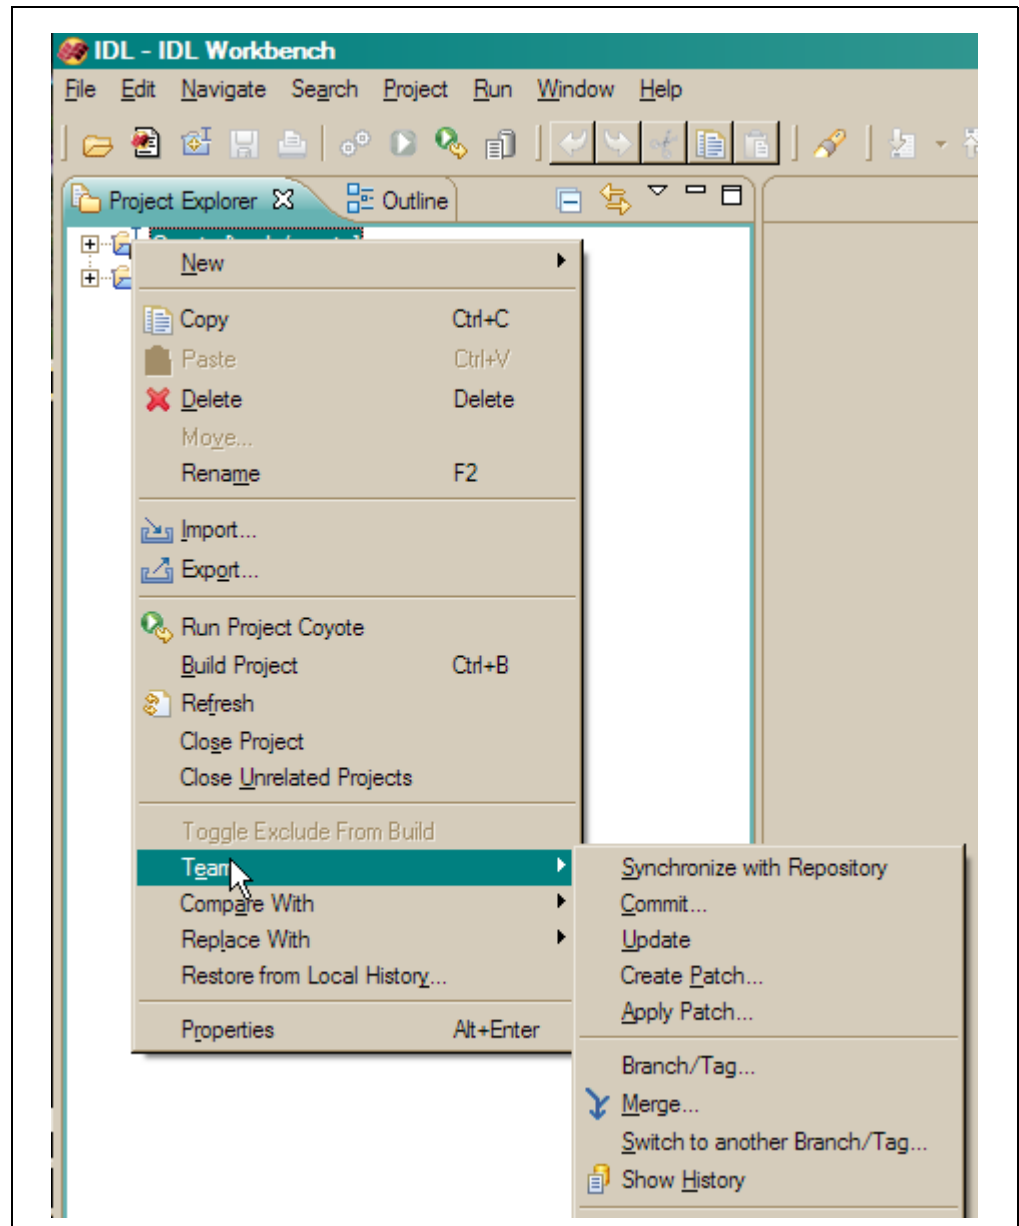 IDL - IDL Workbench
File Edit Navigate Search Project Run Window Help
Project Explorer Outline
New
Copy Ctrl+C
Paste Ctrl+V
Delete Delete
Move...
Rename F2
Import...
Export...
Run Project Coyote
Build Project Ctrl+B
Refresh
Close Project
Close Unrelated Projects
Toggle Exclude From Build
Team
Compare With
Replace With
Restore from Local History...
Properties Alt+Enter
Synchronize with Repository
Commit...
Update
Create Patch...
Apply Patch...
Branch/Tag...
Merge...
Switch to another Branch/Tag...
Show History